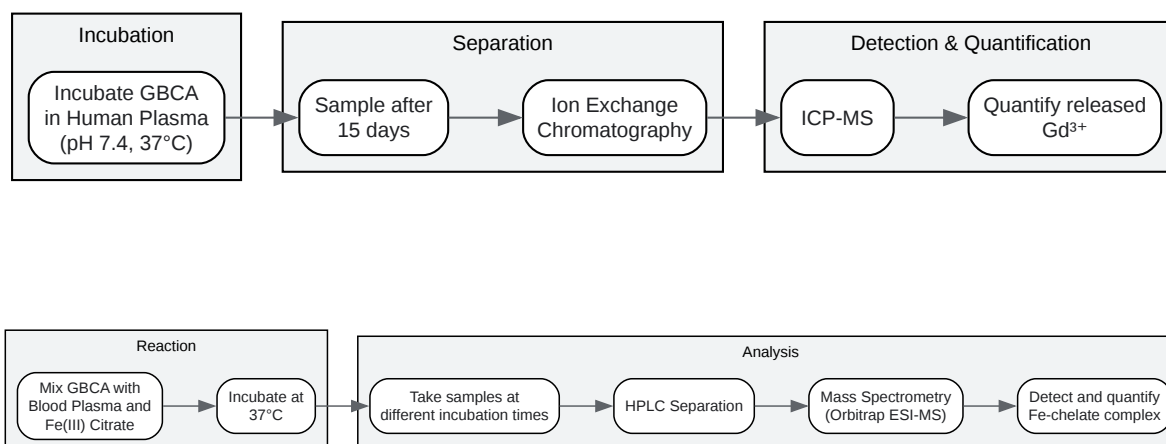 Incubation
Incubate GBCA
in Human Plasma
(pH 7.4, 37°C)
Separation
Sample after
15 days
Ion Exchange
Chromatography
Detection & Quantification
ICP-MS
Quantify released
Gd³⁺
Reaction
Mix GBCA with
Blood Plasma and
Fe(III) Citrate
Incubate at
37°C
Analysis
Take samples at
different incubation times
HPLC Separation
Mass Spectrometry
(Orbitrap ESI-MS)
Detect and quantify
Fe-chelate complex